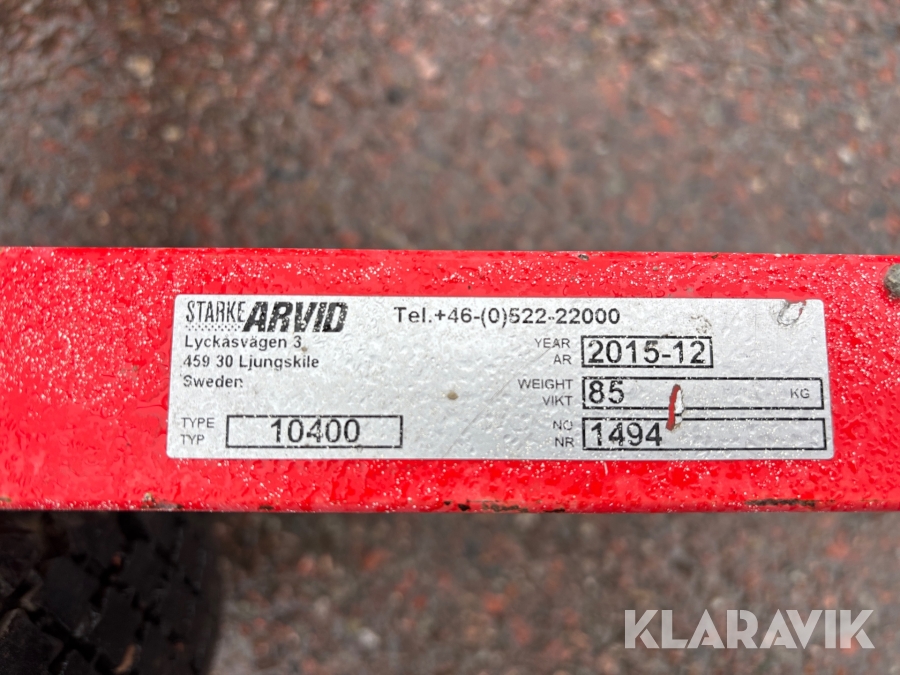 STARKE ARVID
Tel.+46-(0)522-22000
Lyckåsvägen 3
459 30 Ljungskile
Sweden
YEAR
ÅR
2015-12
WEIGHT
VIKT
85
KG
TYPE
TYP
10400
NO
NR
1494
KLARAVIK